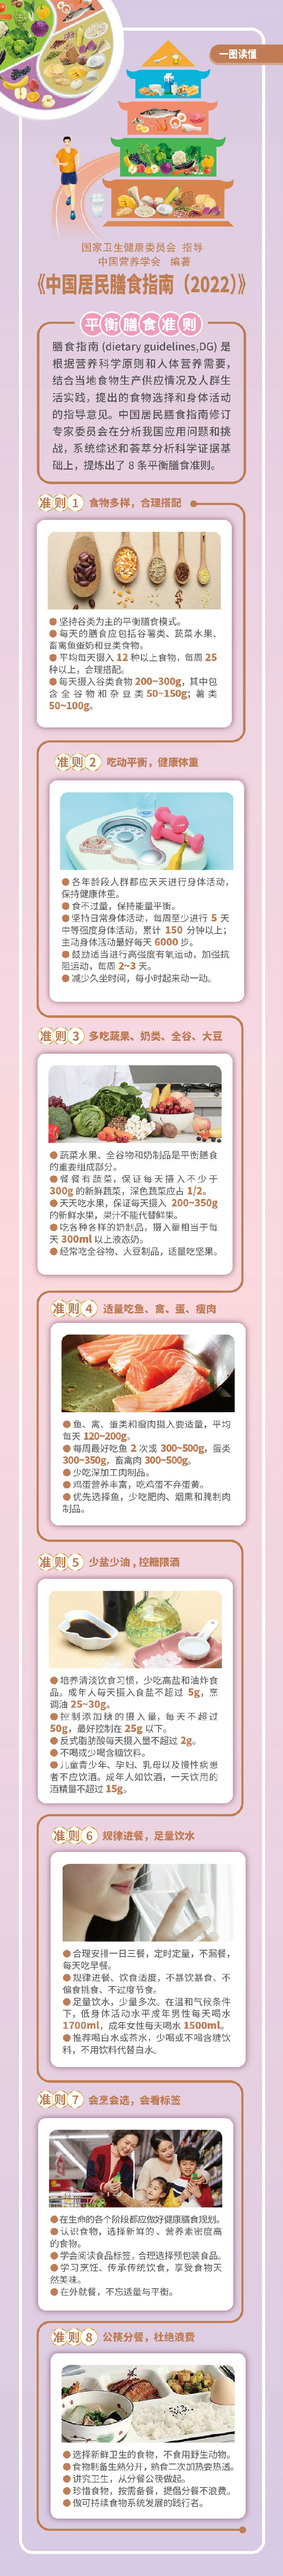 一图读懂
国家卫生健康委员会 指导
中国营养学会 编著
《中国居民膳食指南（2022）》
平衡膳食准则
膳食指南 (dietary guidelines,DG) 是
根据营养科学原则和人体营养需要，
结合当地食物生产供应情况及人群生
活实践，提出的食物选择和身体活动
的指导意见。中国居民膳食指南修订
专家委员会在分析我国应用问题和挑
战，系统综述和荟萃分析科学证据基
础上，提炼出了 8 条平衡膳食准则。
准则 1 食物多样，合理搭配
● 坚持谷类为主的平衡膳食模式。
● 每天的膳食应包括谷薯类、蔬菜水果、
畜禽鱼蛋奶和豆类食物。
● 平均每天摄入 12 种以上食物，每周 25
种以上，合理搭配。
● 每天摄入谷类食物 200~300g，其中包
含全谷物和杂豆类 50~150g；薯类
50~100g。
准则 2 吃动平衡，健康体重
● 各年龄段人群都应天天进行身体活动，
保持健康体重。
● 食不过量，保持能量平衡。
● 坚持日常身体活动，每周至少进行 5 天
中等强度身体活动，累计 150 分钟以上；
主动身体活动最好每天 6000 步。
● 鼓励适当进行高强度有氧运动，加强抗
阻运动，每周 2~3 天。
● 减少久坐时间，每小时起来动一动。
准则 3 多吃蔬果、奶类、全谷、大豆
● 蔬菜水果、全谷物和奶制品是平衡膳食
的重要组成部分。
● 餐餐有蔬菜，保证每天摄入不少于
300g 的新鲜蔬菜，深色蔬菜应占 1/2。
● 天天吃水果，保证每天摄入 200~350g
的新鲜水果，果汁不能代替鲜果。
● 吃各种各样的奶制品，摄入量相当于每
天 300ml 以上液态奶。
● 经常吃全谷物、大豆制品，适量吃坚果。
准则 4 适量吃鱼、禽、蛋、瘦肉
● 鱼、禽、蛋类和瘦肉摄入要适量，平均
每天 120~200g。
● 每周最好吃鱼 2 次或 300~500g，蛋类
300~350g，畜禽肉 300~500g。
● 少吃深加工肉制品。
● 鸡蛋营养丰富，吃鸡蛋不弃蛋黄。
● 优先选择鱼，少吃肥肉、烟熏和腌制肉
制品。
准则 5 少盐少油，控糖限酒
● 培养清淡饮食习惯，少吃高盐和油炸食
品。成年人每天摄入食盐不超过 5g，烹
调油 25~30g。
● 控制添加糖的摄入量，每天不超过
50g，最好控制在 25g 以下。
● 反式脂肪酸每天摄入量不超过 2g。
● 不喝或少喝含糖饮料。
● 儿童青少年、孕妇、乳母以及慢性病患
者不应饮酒。成年人如饮酒，一天饮用的
酒精量不超过 15g。
准则 6 规律进餐，足量饮水
● 合理安排一日三餐，定时定量，不漏餐，
每天吃早餐。
● 规律进餐、饮食适度，不暴饮暴食、不
偏食挑食、不过度节食。
● 足量饮水，少量多次。在温和气候条件
下，低身体活动水平成年男性每天喝水
1700ml，成年女性每天喝水 1500ml。
● 推荐喝白水或茶水，少喝或不喝含糖饮
料，不用饮料代替白水。
准则 7 会烹会选，会看标签
● 在生命的各个阶段都应做好健康膳食规划。
● 认识食物，选择新鲜的、营养素密度高
的食物。
● 学会阅读食品标签，合理选择预包装食品。
● 学习烹饪、传承传统饮食，享受食物天
然美味。
● 在外就餐，不忘适量与平衡。
准则 8 公筷分餐，杜绝浪费
● 选择新鲜卫生的食物，不食用野生动物。
● 食物制备生熟分开，熟食二次加热要热透。
● 讲究卫生，从分餐公筷做起。
● 珍惜食物，按需备餐，提倡分餐不浪费。
● 做可持续食物系统发展的践行者。